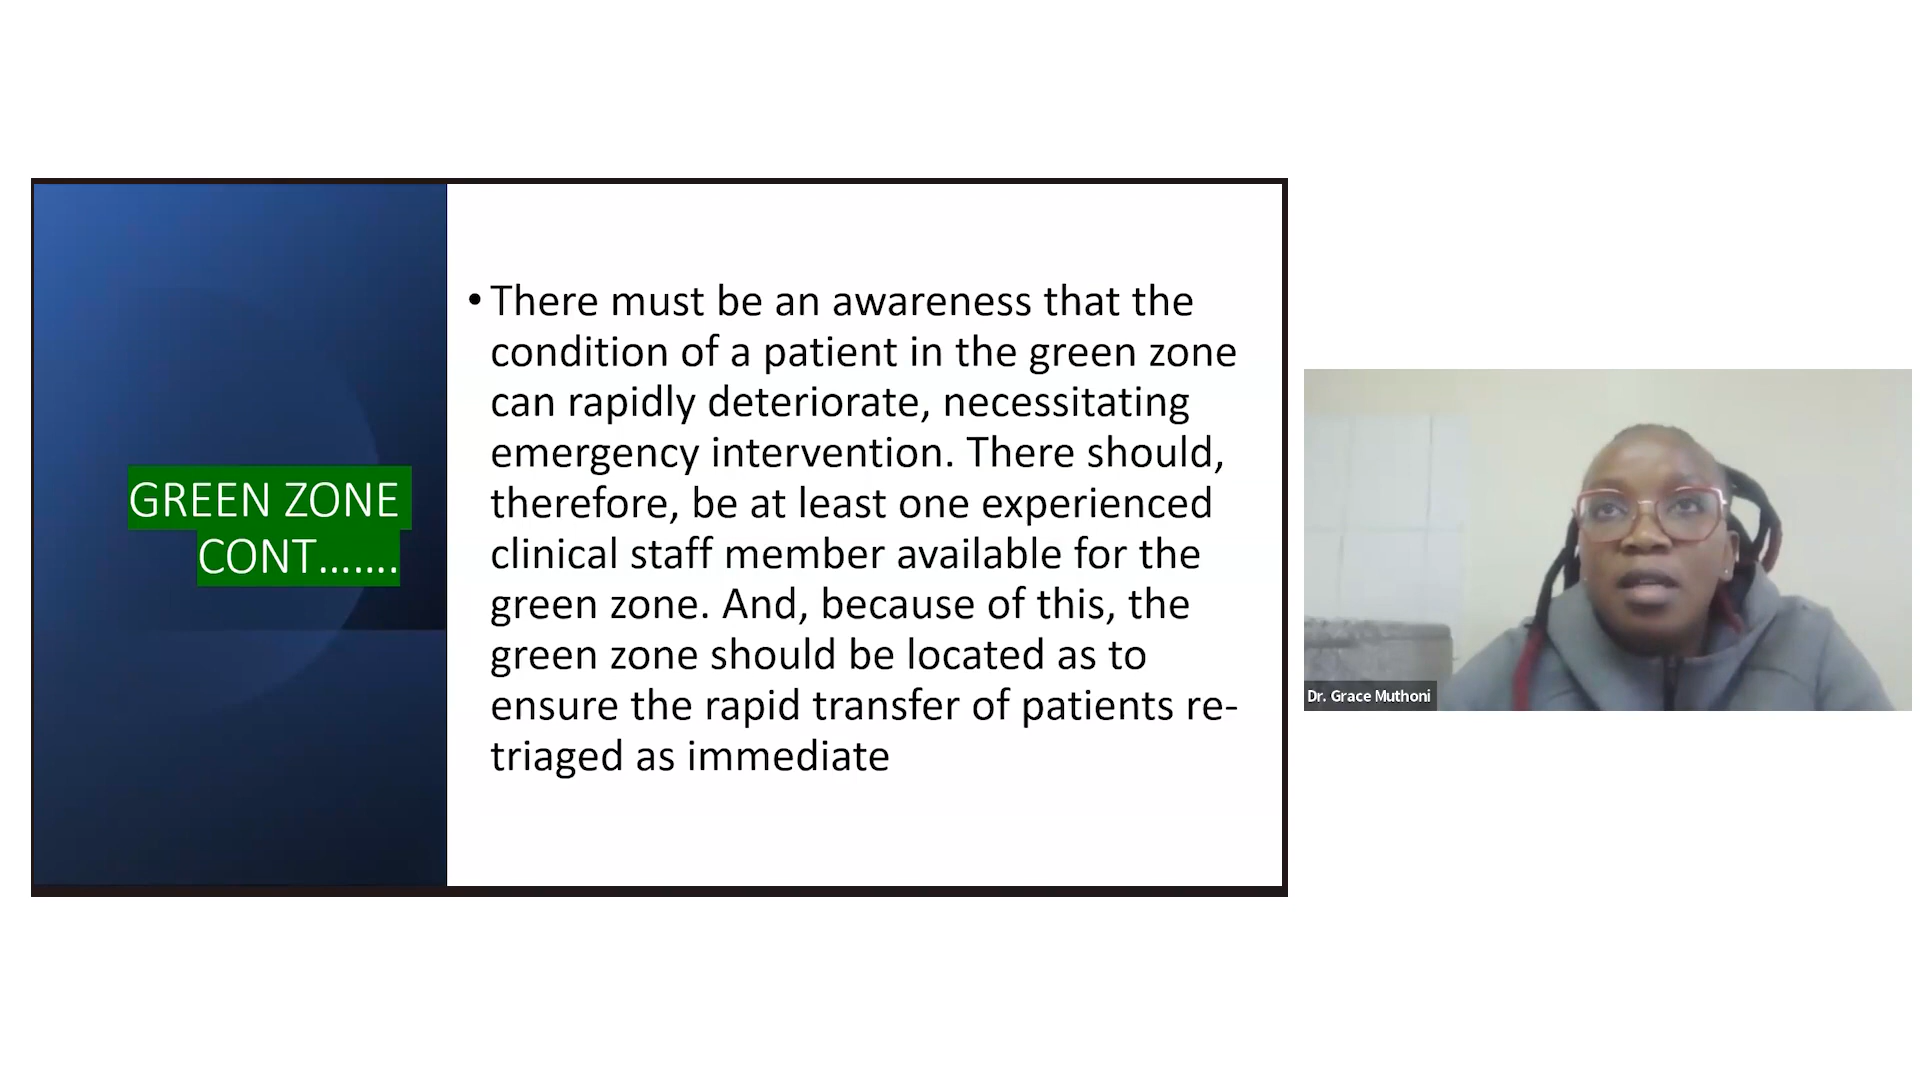 GREEN ZONE
CONT…….
• There must be an awareness that the
condition of a patient in the green zone
can rapidly deteriorate, necessitating
emergency intervention. There should,
therefore, be at least one experienced
clinical staff member available for the
green zone. And, because of this, the
green zone should be located as to
ensure the rapid transfer of patients re-
triaged as immediate
Dr. Grace Muthoni